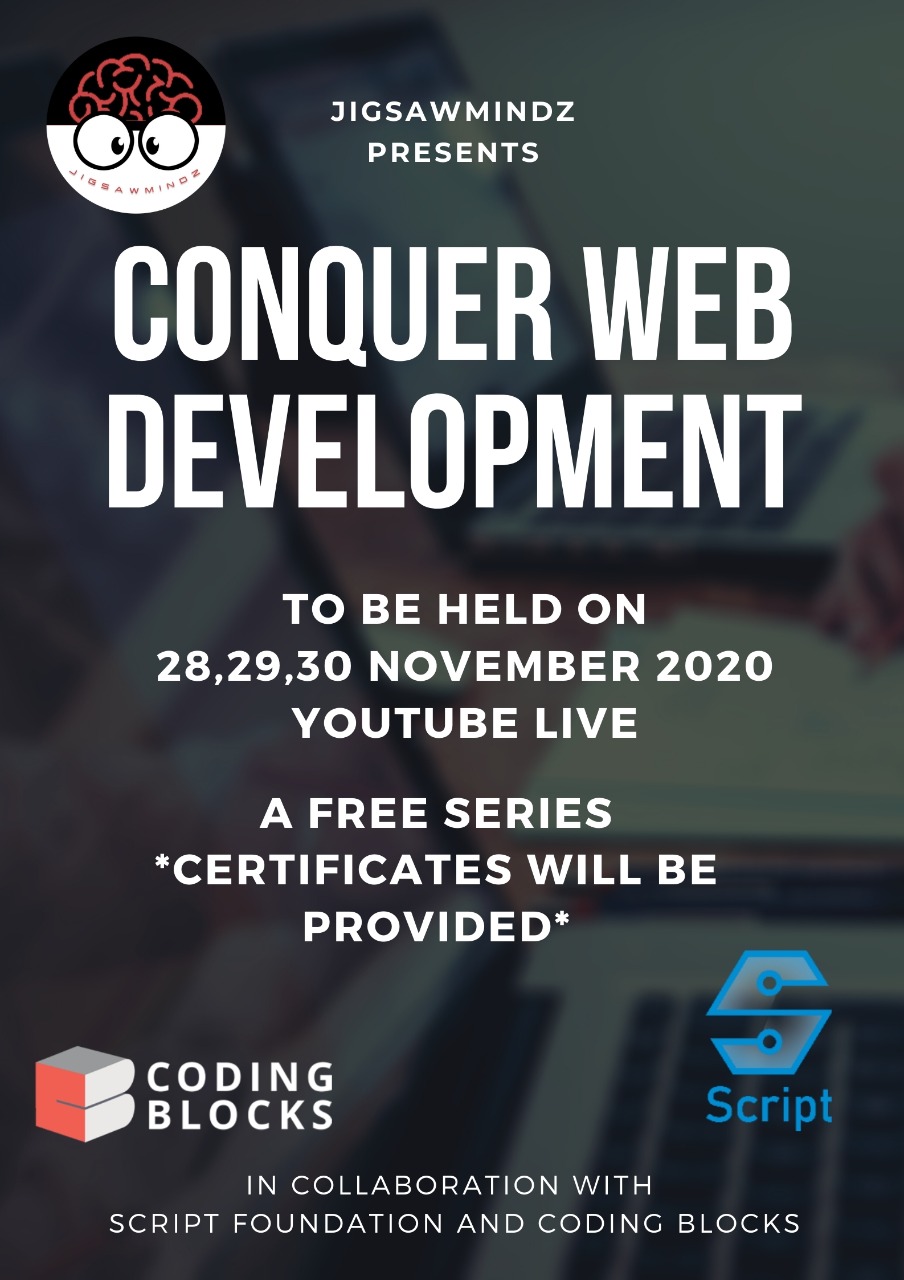 JIGSAWMINDZ
JIGSAWMINDZ
PRESENTS
CONQUER WEB
DEVELOPMENT
TO BE HELD ON
28,29,30 NOVEMBER 2020
YOUTUBE LIVE
A FREE SERIES
*CERTIFICATES WILL BE
PROVIDED*
CODING
BLOCKS
Script
IN COLLABORATION WITH
SCRIPT FOUNDATION AND CODING BLOCKS